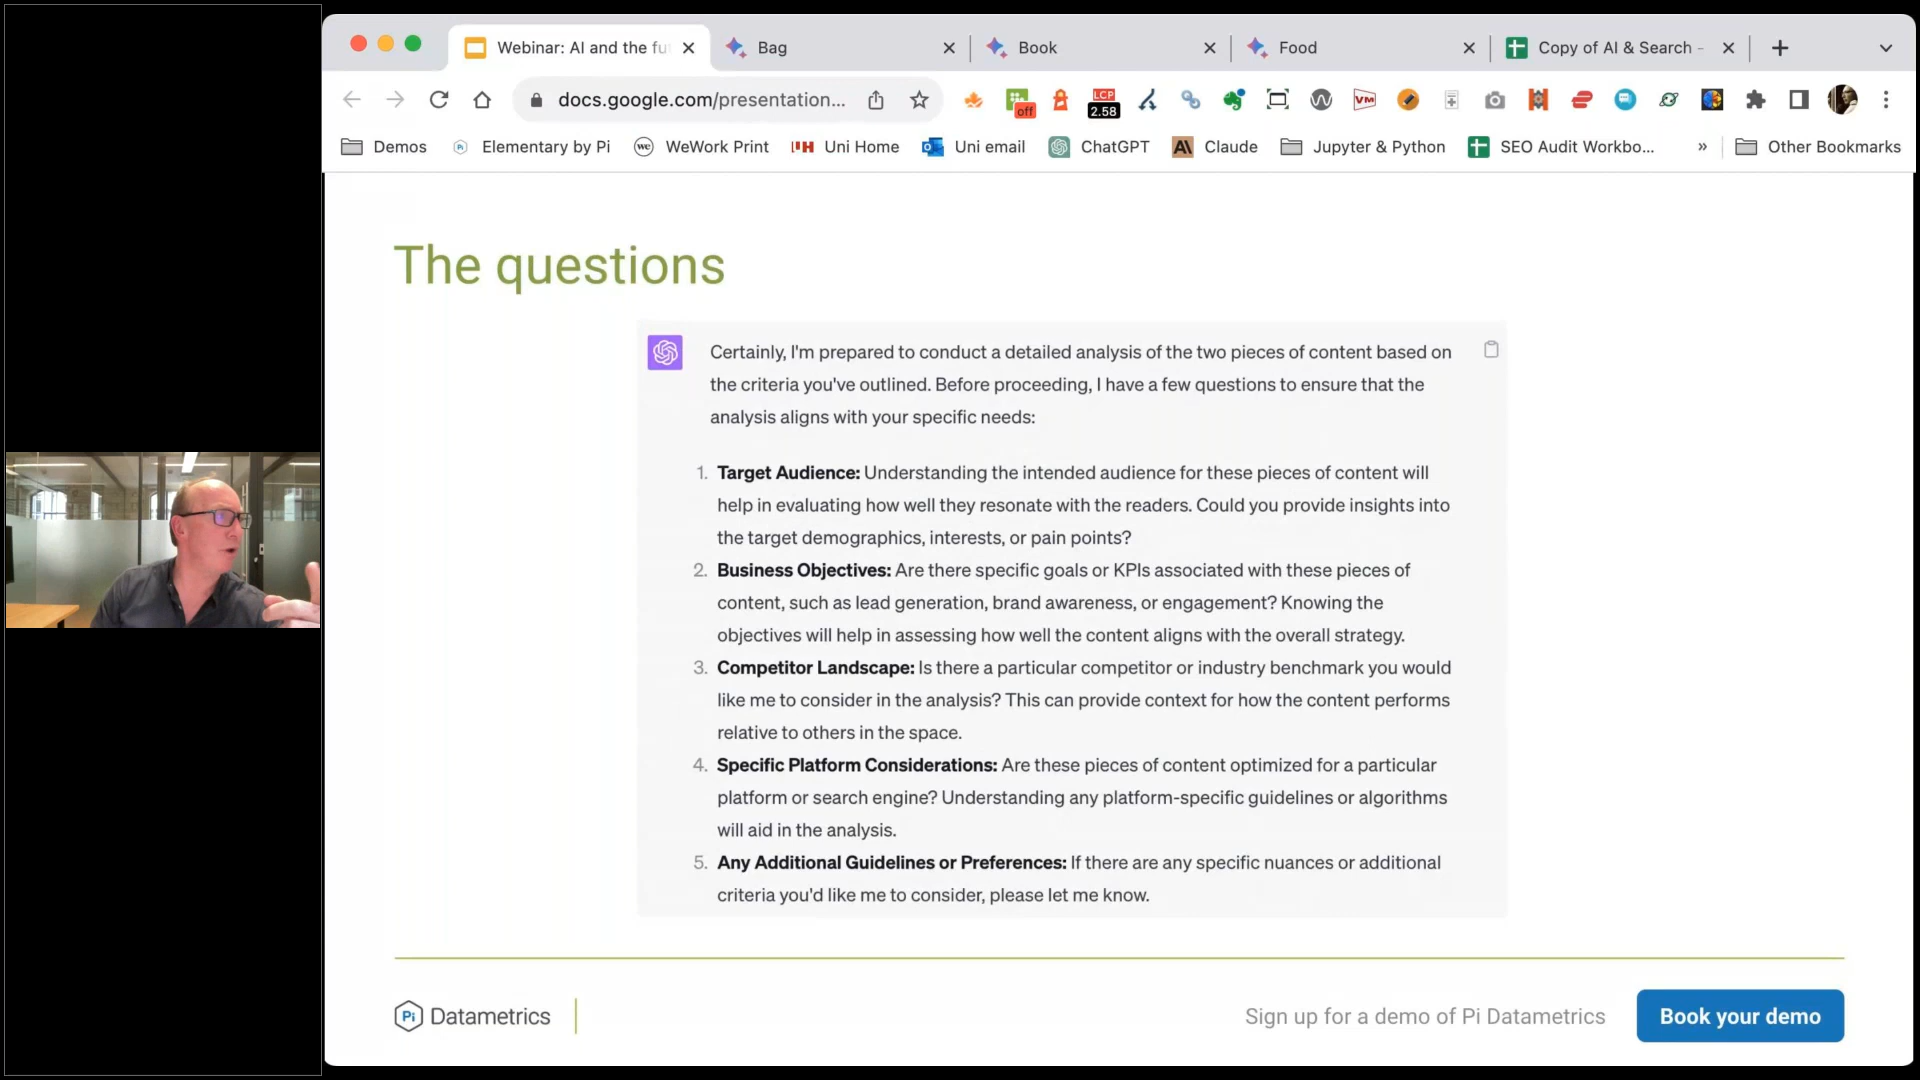 Webinar: AI and the fu
Bag
Book
Food
Copy of AI & Search -
docs.google.com/presentation...
off
LCP
2.58
VM
Demos
Elementary by Pi
WeWork Print
Uni Home
Uni email
ChatGPT
Claude
Jupyter & Python
SEO Audit Workbo...
»
Other Bookmarks
The questions
Certainly, I'm prepared to conduct a detailed analysis of the two pieces of content based on
the criteria you've outlined. Before proceeding, I have a few questions to ensure that the
analysis aligns with your specific needs:
1. Target Audience: Understanding the intended audience for these pieces of content will
help in evaluating how well they resonate with the readers. Could you provide insights into
the target demographics, interests, or pain points?
2. Business Objectives: Are there specific goals or KPIs associated with these pieces of
content, such as lead generation, brand awareness, or engagement? Knowing the
objectives will help in assessing how well the content aligns with the overall strategy.
3. Competitor Landscape: Is there a particular competitor or industry benchmark you would
like me to consider in the analysis? This can provide context for how the content performs
relative to others in the space.
4. Specific Platform Considerations: Are these pieces of content optimized for a particular
platform or search engine? Understanding any platform-specific guidelines or algorithms
will aid in the analysis.
5. Any Additional Guidelines or Preferences: If there are any specific nuances or additional
criteria you'd like me to consider, please let me know.
Pi Datametrics
Sign up for a demo of Pi Datametrics
Book your demo